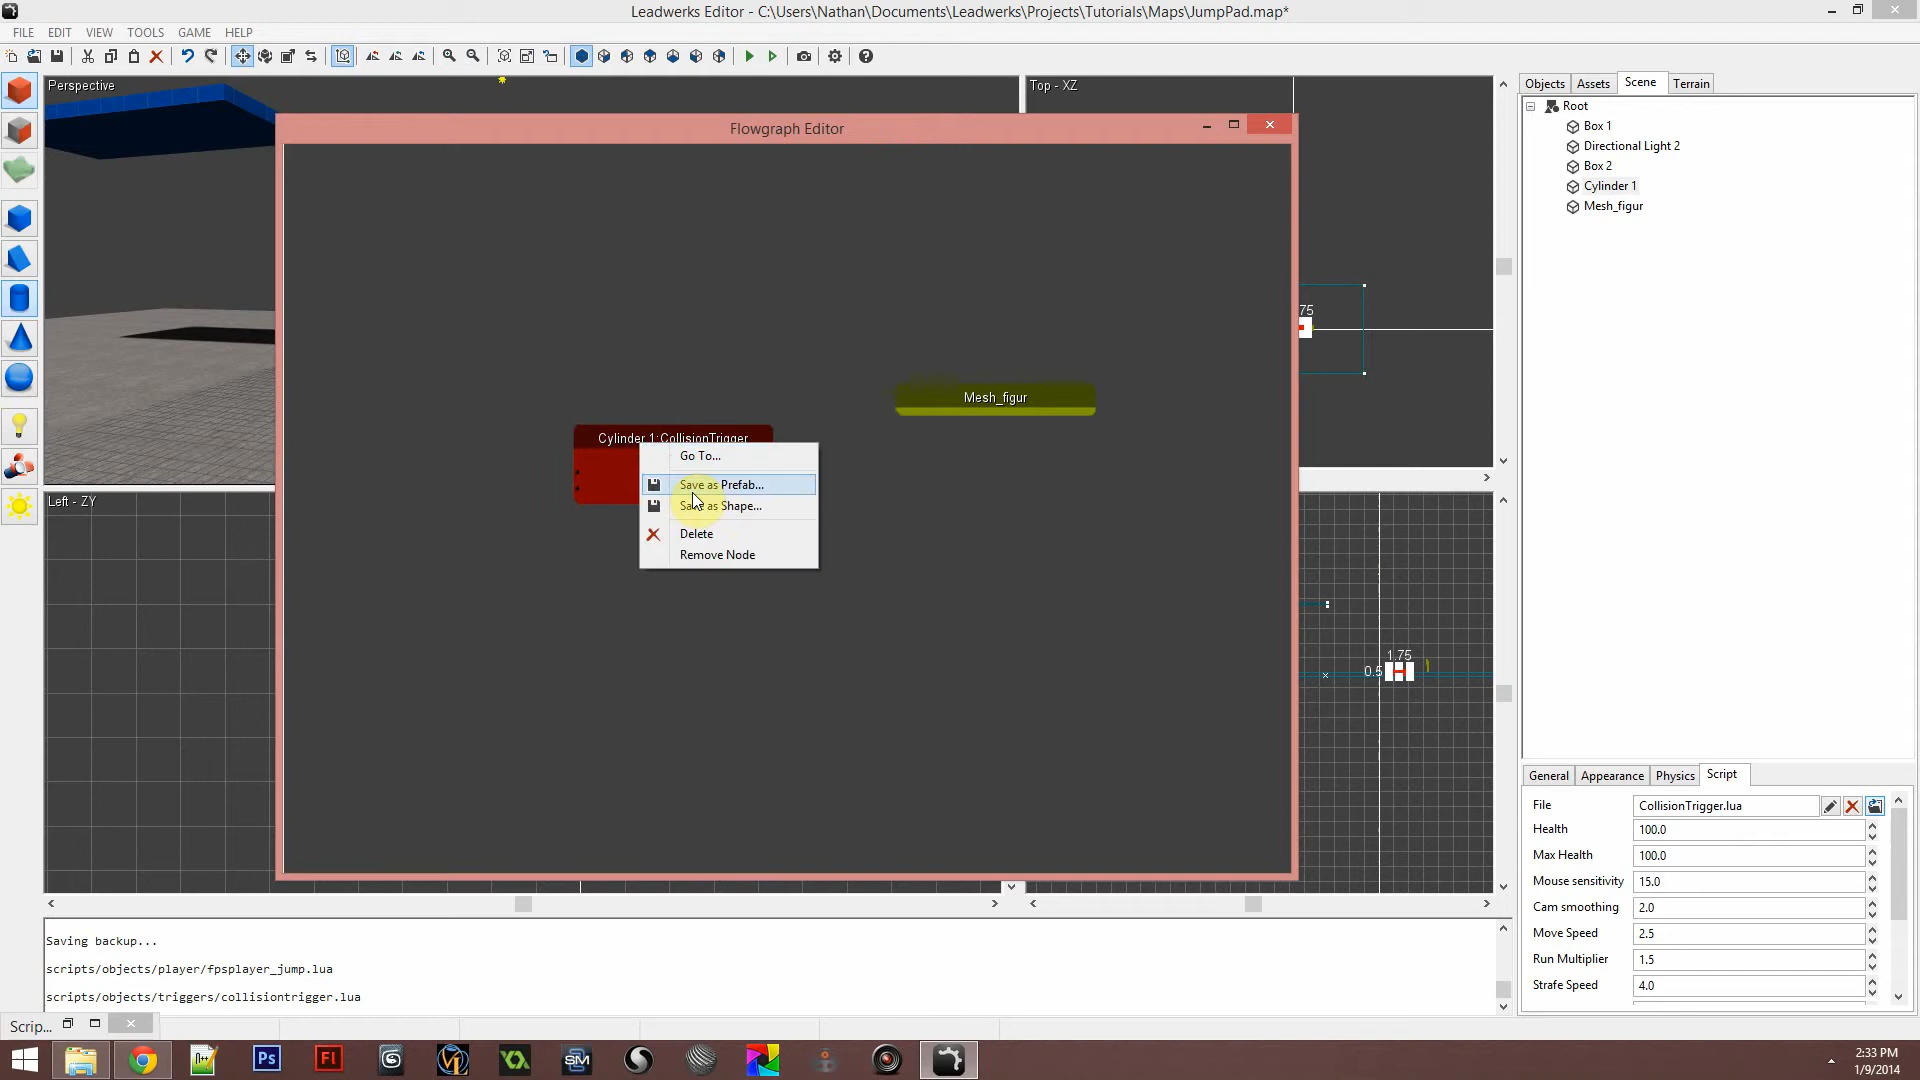 Leadwerks Editor - C:\Users\Nathan\Documents\Leadwerks\Projects\Tutorials\Maps\JumpPad.map*
FILE EDIT VIEW TOOLS GAME HELP
Perspective
Top - XZ
Objects Assets Scene Terrain
Root
Box 1
Directional Light 2
Box 2
Cylinder 1
Mesh_figur
Flowgraph Editor
75
Mesh_figur
Cylinder 1:CollisionTrigger
Go To...
Save as Prefab...
Save as Shape...
Delete
Remove Node
Left - ZY
1.75
0.5
General Appearance Physics Script
File CollisionTrigger.lua
Health 100.0
Max Health 100.0
Mouse sensitivity 15.0
Cam smoothing 2.0
Move Speed 2.5
Run Multiplier 1.5
Strafe Speed 4.0
Saving backup...
scripts/objects/player/fpsplayer_jump.lua
scripts/objects/triggers/collisiontrigger.lua
Scrip...
Ps
Fl
SM
2:33 PM
1/9/2014